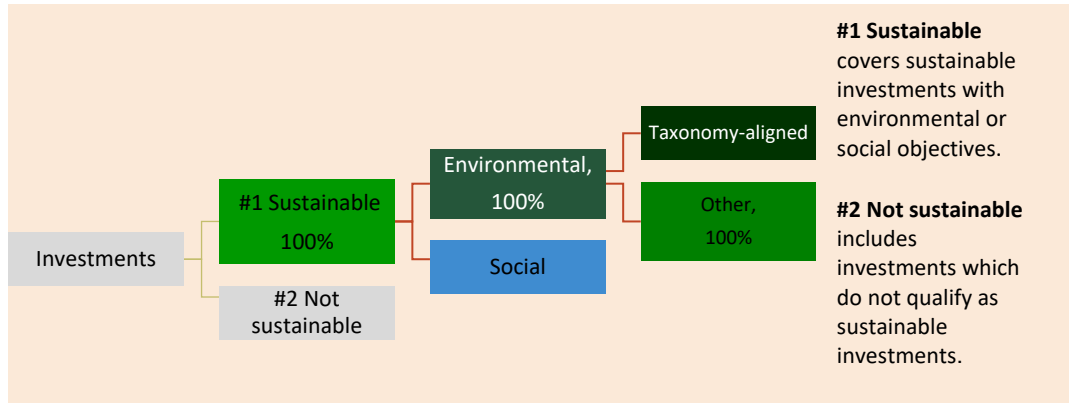 Investments
#1 Sustainable
100%
#2 Not
sustainable
Environmental,
100%
Social
Taxonomy-aligned
Other,
100%
#1 Sustainable
covers sustainable
investments with
environmental or
social objectives.
#2 Not sustainable
includes
investments which
do not qualify as
sustainable
investments.